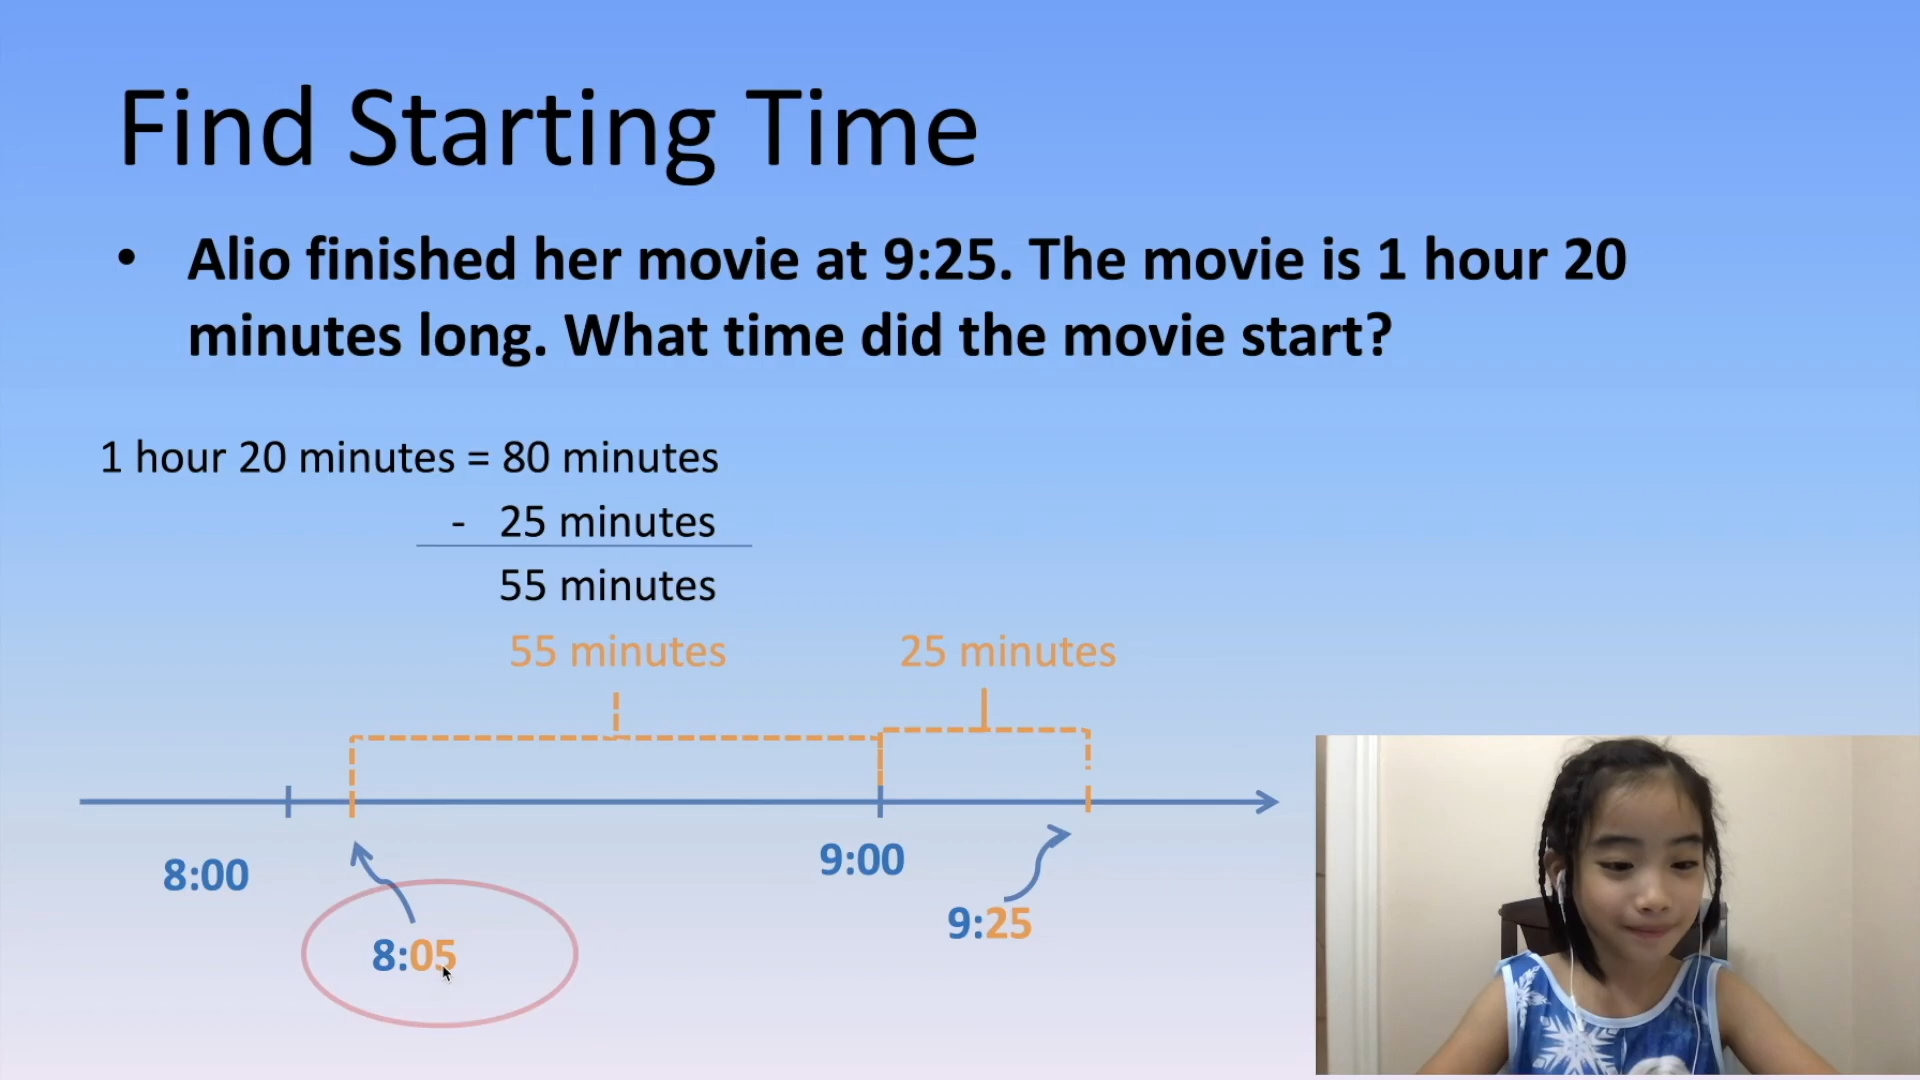 Find Starting Time
• Alio finished her movie at 9:25. The movie is 1 hour 20
minutes long. What time did the movie start?
1 hour 20 minutes = 80 minutes
- 25 minutes
55 minutes
55 minutes
25 minutes
8:00
9:00
9:25
8:05